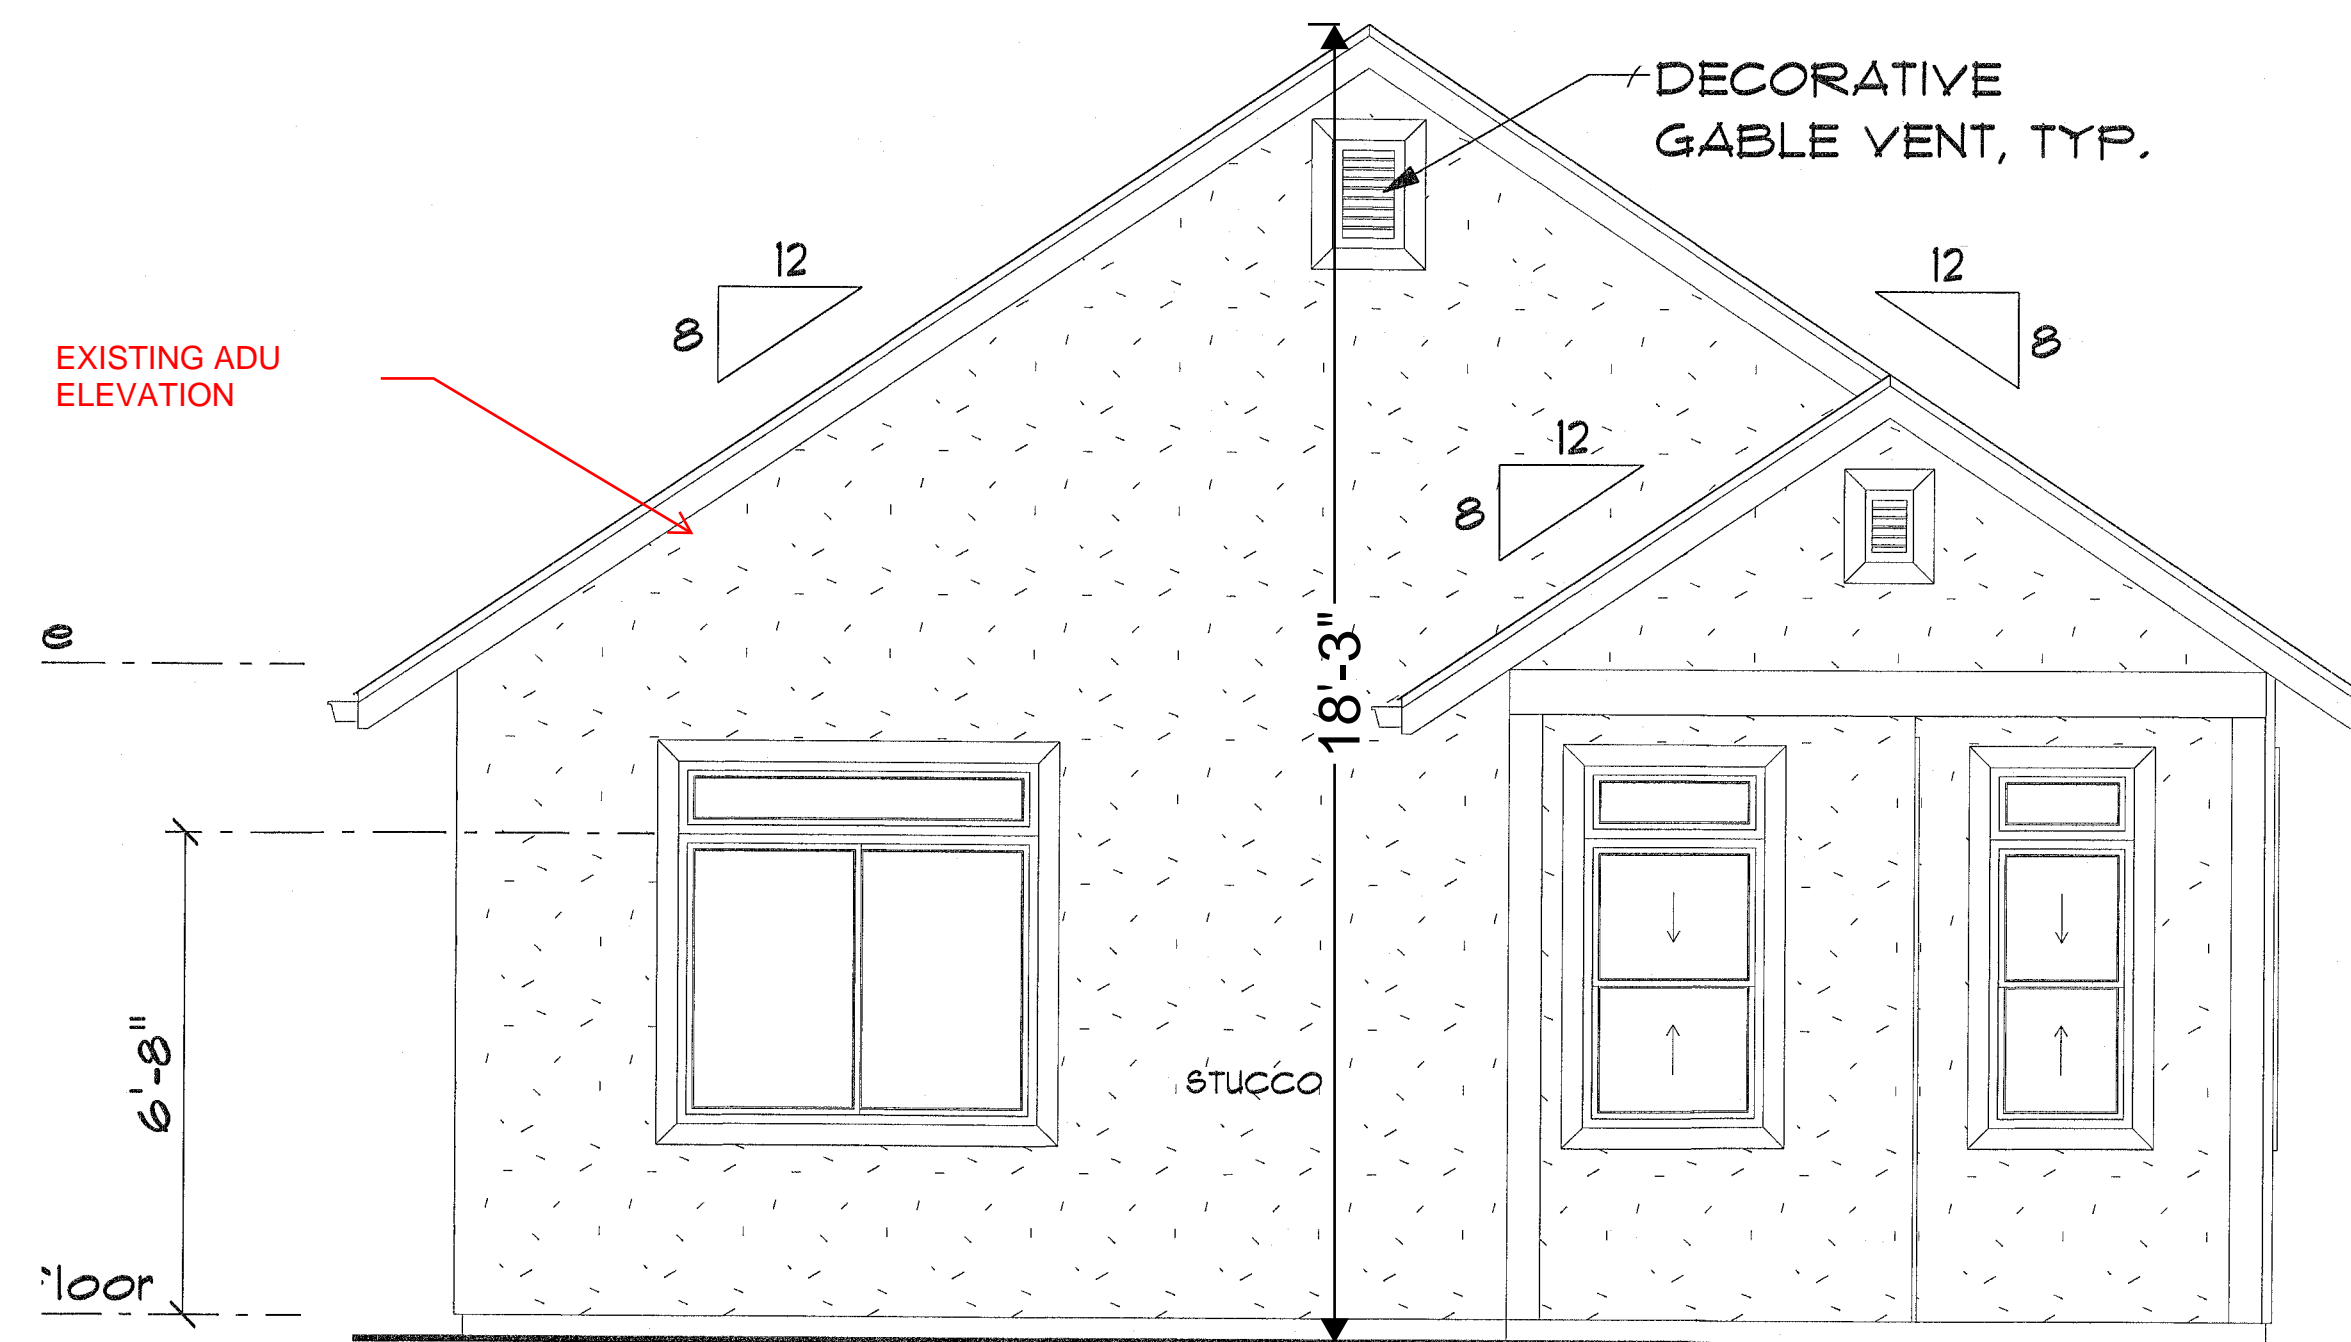 DECORATIVE
GABLE VENT, TYP.
12
8
12
8
EXISTING ADU
ELEVATION
12
8
e
18'-3"
6'-8"
STUCCO
loor